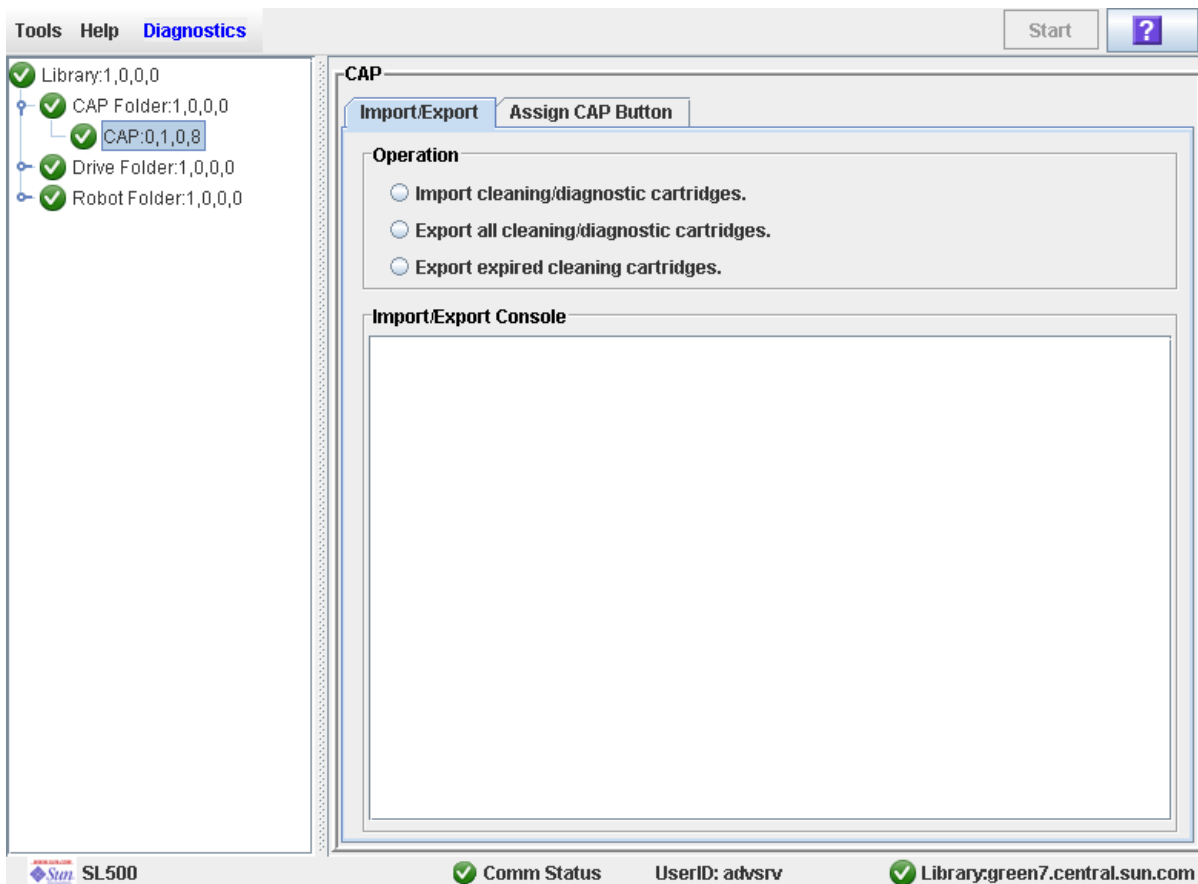 Tools Help Diagnostics Start ?
Library:1,0,0,0
CAP Folder:1,0,0,0
CAP:0,1,0,8
Drive Folder:1,0,0,0
Robot Folder:1,0,0,0
CAP
Import/Export Assign CAP Button
Operation
Import cleaning/diagnostic cartridges.
Export all cleaning/diagnostic cartridges.
Export expired cleaning cartridges.
Import/Export Console
Sun SL500 Comm Status UserID: advsrv Library:green7.central.sun.com